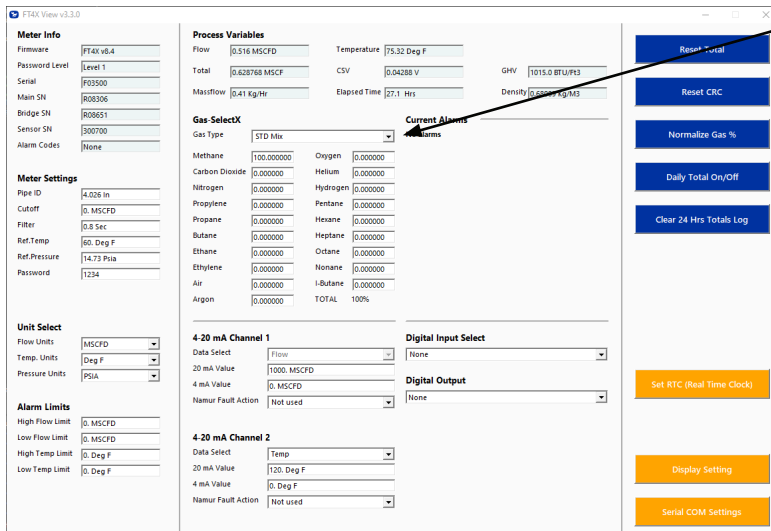 FT4X View v3.3.0
Meter Info
Firmware FT4X v8.4
Password Level Level 1
Serial F03500
Main SN R08306
Bridge SN R08651
Sensor SN 300700
Alarm Codes None
Meter Settings
Pipe ID 4.026 In
Cutoff 0. MSCFD
Filter 0.8 Sec
Ref.Temp 60. Deg F
Ref.Pressure 14.73 Psia
Password 1234
Unit Select
Flow Units MSCFD
Temp. Units Deg F
Pressure Units PSIA
Alarm Limits
High Flow Limit 0. MSCFD
Low Flow Limit 0. MSCFD
High Temp Limit 0. Deg F
Low Temp Limit 0. Deg F
Process Variables
Flow 0.516 MSCFD Temperature 75.32 Deg F
Total 0.628768 MSCF CSV 0.04288 V GHV 1015.0 BTU/Ft3
Massflow 0.41 Kg/Hr Elapsed Time 27.1 Hrs Density Kg/M3
Gas-SelectX
Gas Type STD Mix
Methane 100.000000 Oxygen 0.000000
Carbon Dioxide 0.000000 Helium 0.000000
Nitrogen 0.000000 Hydrogen 0.000000
Propylene 0.000000 Pentane 0.000000
Propane 0.000000 Hexane 0.000000
Butane 0.000000 Heptane 0.000000
Ethane 0.000000 Octane 0.000000
Ethylene 0.000000 Nonane 0.000000
Air 0.000000 I-Butane 0.000000
Argon 0.000000 TOTAL 100%
Current Alarms
No Alarms
4-20 mA Channel 1
Data Select Flow
20 mA Value 1000. MSCFD
4 mA Value 0. MSCFD
Namur Fault Action Not used
4-20 mA Channel 2
Data Select Temp
20 mA Value 120. Deg F
4 mA Value 0. Deg F
Namur Fault Action Not used
Digital Input Select
None
Digital Output
None
Reset Total
Reset CRC
Normalize Gas %
Daily Total On/Off
Clear 24 Hrs Totals Log
Set RTC (Real Time Clock)
Display Setting
Serial COM Settings